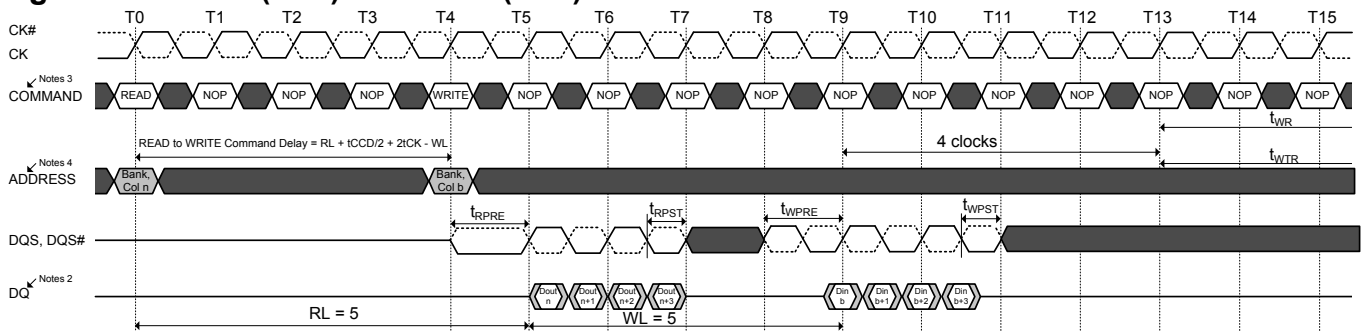 T0 T1 T2 T3 T4 T5 T6 T7 T8 T9 T10 T11 T12 T13 T14 T15
CK#
CK
Notes 3
COMMAND READ NOP NOP NOP WRITE NOP NOP NOP NOP NOP NOP NOP NOP NOP NOP NOP
tWR
READ to WRITE Command Delay = RL + tCCD/2 + 2tCK - WL
4 clocks
Notes 4
tWTR
ADDRESS
Bank, Col n
Bank, Col b
tRPRE tRPST tWPRE tWPST
DQS, DQS#
Notes 2
DQ
Dout n
Dout n+1
Dout n+2
Dout n+3
Din b
Din b+1
Din b+2
Din b+3
RL = 5
WL = 5